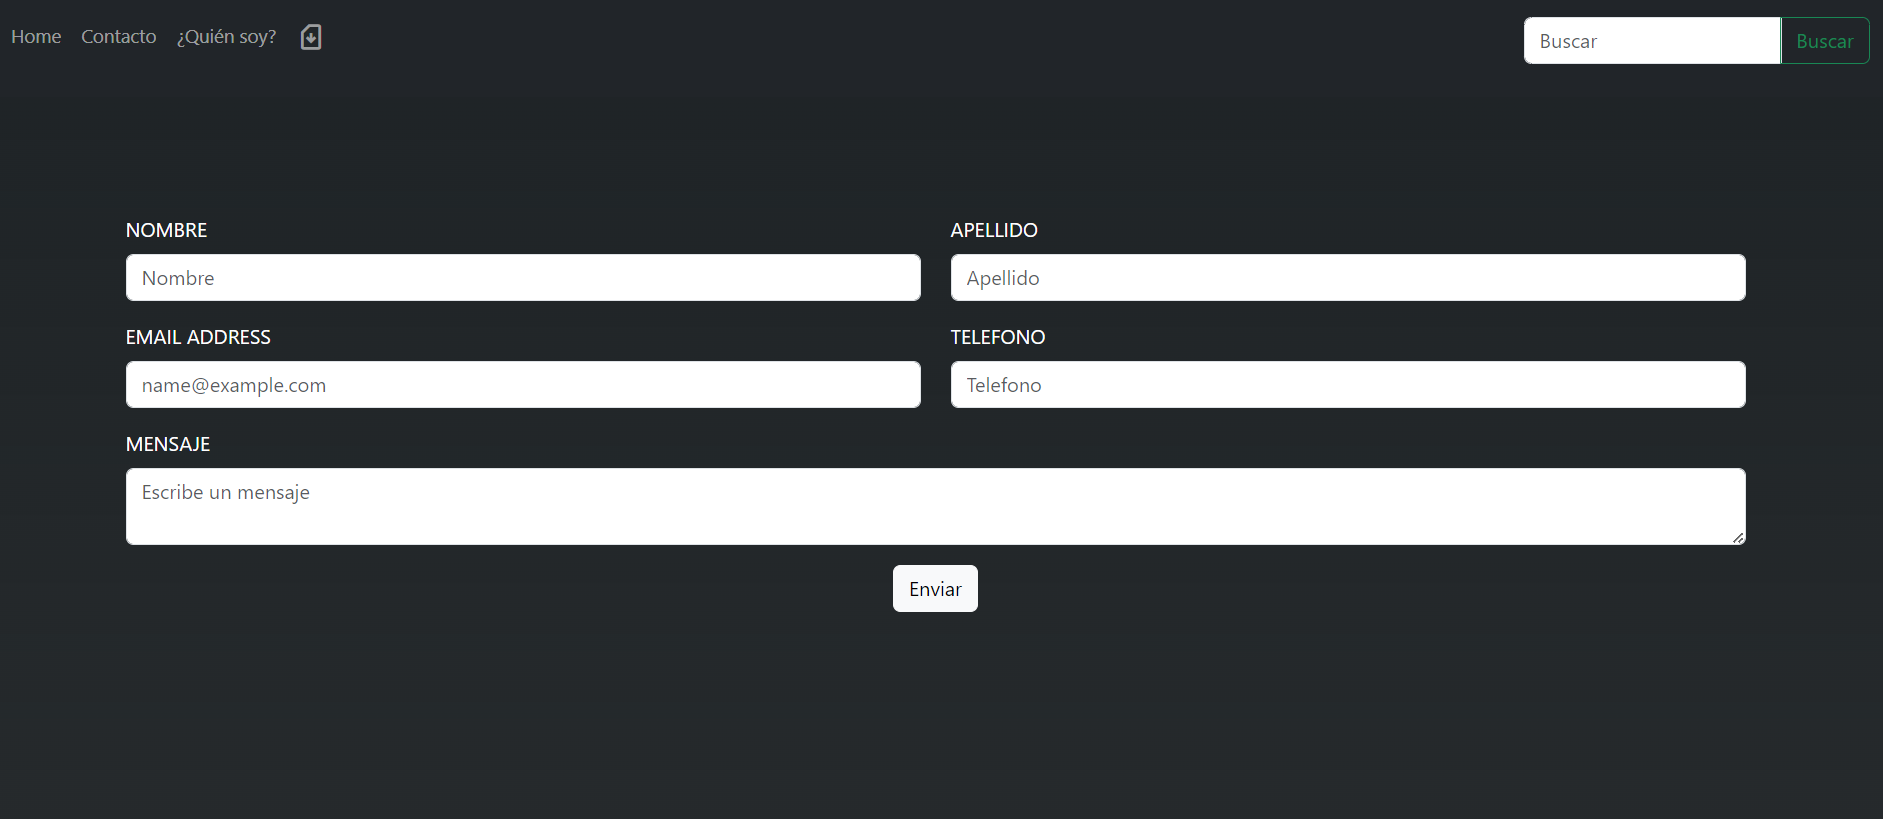 Home Contacto ¿Quién soy? Buscar Buscar
NOMBRE APELLIDO
Nombre Apellido
EMAIL ADDRESS TELEFONO
name@example.com Telefono
MENSAJE
Escribe un mensaje
Enviar